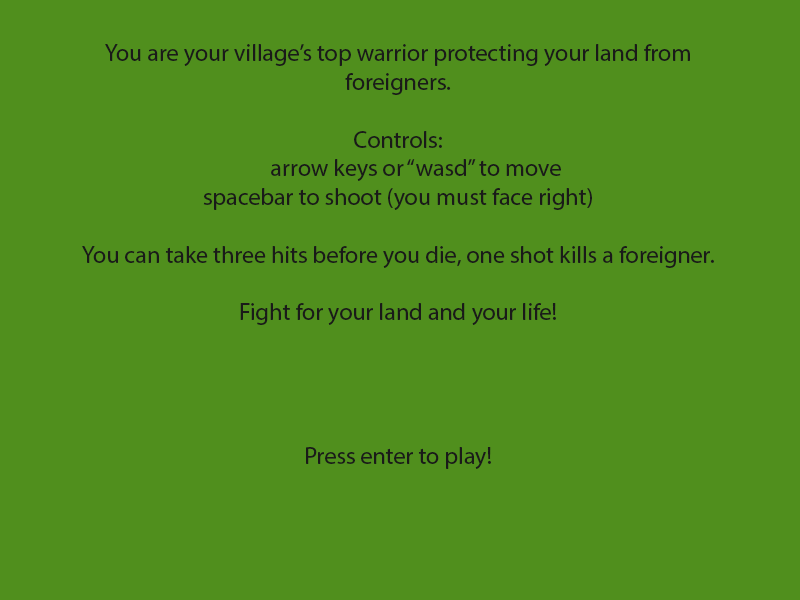 You are your village’s top warrior protecting your land from
foreigners.
Controls:
arrow keys or “wasd” to move
spacebar to shoot (you must face right)
You can take three hits before you die, one shot kills a foreigner.
Fight for your land and your life!
Press enter to play!